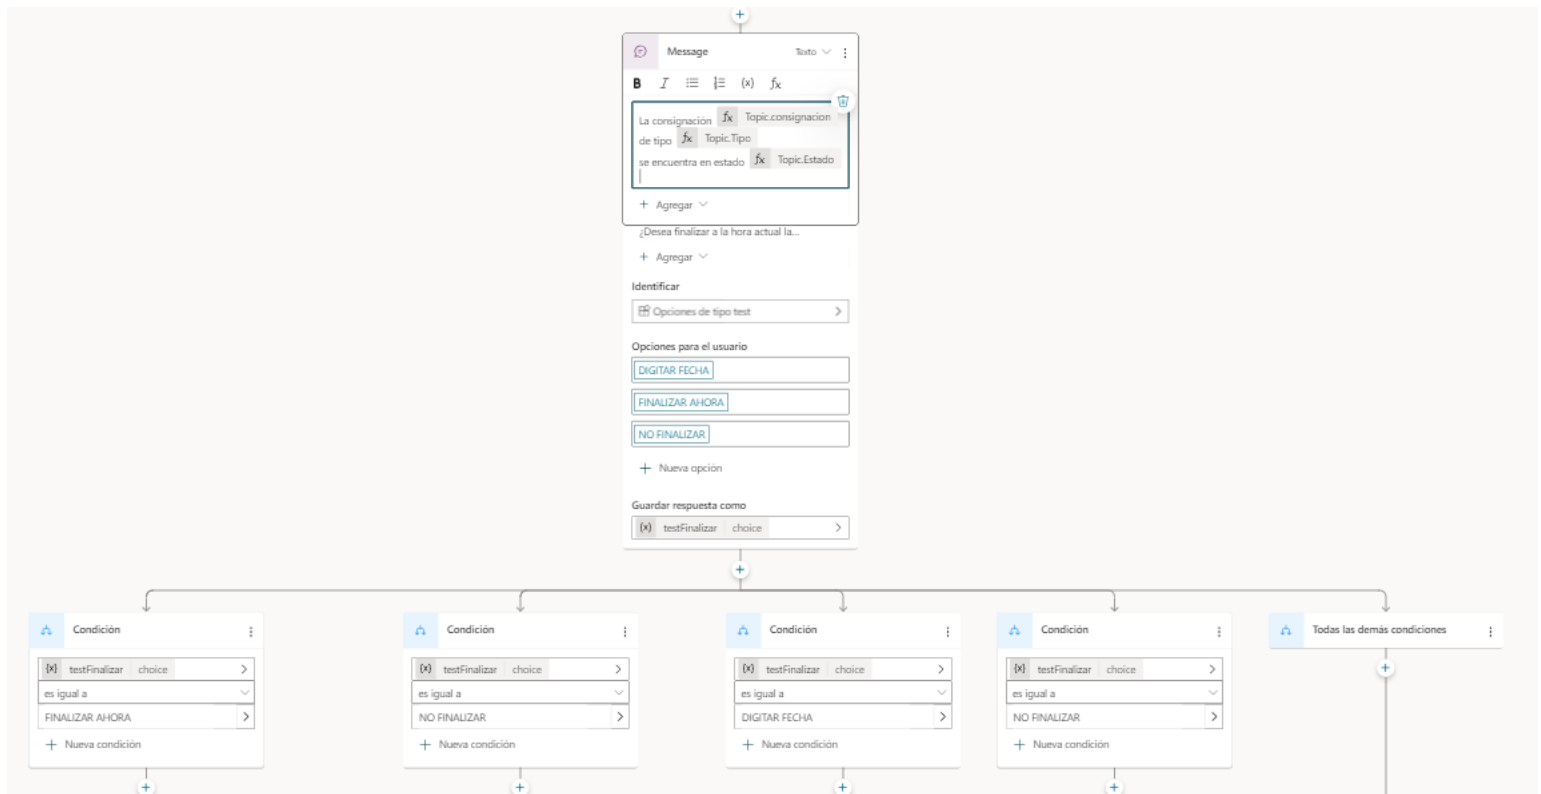 Message Texto
B I (x) fx
La consignación fx Topic.consignacion
de tipo fx Topic.Tipo
se encuentra en estado fx Topic.Estado
+ Agregar
¿Desea finalizar a la hora actual la...
+ Agregar
Identificar
Opciones de tipo test
Opciones para el usuario
DIGITAR FECHA
FINALIZAR AHORA
NO FINALIZAR
+ Nueva opción
Guardar respuesta como
{x} testFinalizar choice
Condición
{x} testFinalizar choice
es igual a
FINALIZAR AHORA
+ Nueva condición
Condición
{x} testFinalizar choice
es igual a
NO FINALIZAR
+ Nueva condición
Condición
{x} testFinalizar choice
es igual a
DIGITAR FECHA
+ Nueva condición
Condición
{x} testFinalizar choice
es igual a
NO FINALIZAR
+ Nueva condición
Todas las demás condiciones